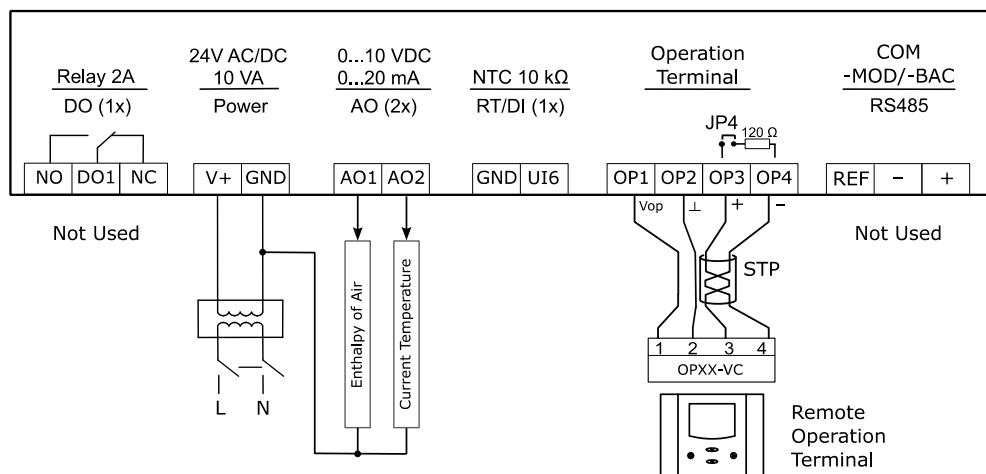 Relay 2A
DO (1x)
24V AC/DC
10 VA
Power
0...10 VDC
0...20 mA
AO (2x)
NTC 10 kΩ
RT/DI (1x)
Operation
Terminal
COM
-MOD/-BAC
RS485
JP4
120 Ω
NO DO1 NC
V+ GND
AO1 AO2
GND UI6
OP1 OP2 OP3 OP4
REF − +
Not Used
Vop ⊥ + −
Not Used
STP
Enthalpy of Air
Current Temperature
1 2 3 4
OPXX-VC
L N
Remote
Operation
Terminal